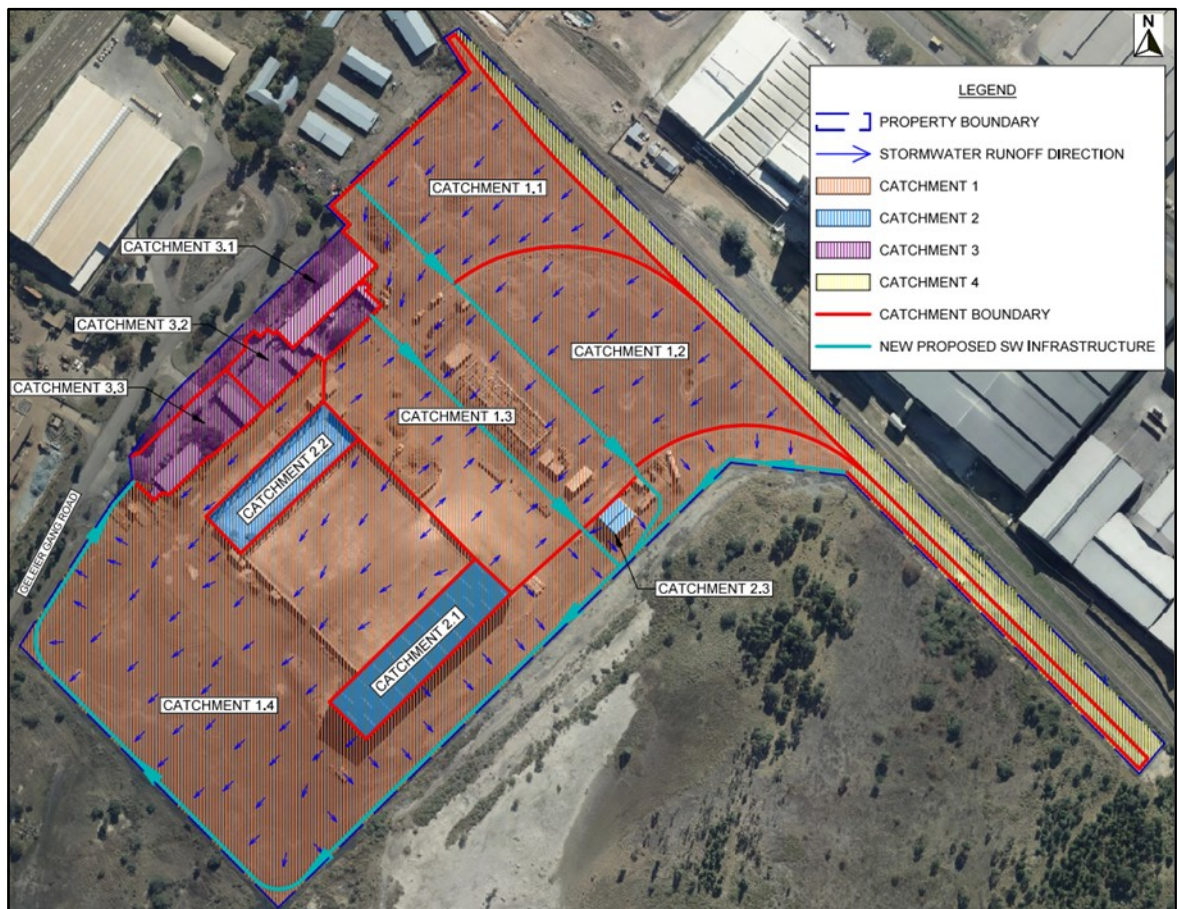 N
LEGEND
PROPERTY BOUNDARY
STORMWATER RUNOFF DIRECTION
CATCHMENT 1
CATCHMENT 2
CATCHMENT 3
CATCHMENT 4
CATCHMENT BOUNDARY
NEW PROPOSED SW INFRASTRUCTURE
CATCHMENT 1.1
CATCHMENT 3.1
CATCHMENT 3.2
CATCHMENT 1.2
CATCHMENT 3.3
CATCHMENT 1.3
CATCHMENT 2.2
GELEIER GANG ROAD
CATCHMENT 2.3
CATCHMENT 2.1
CATCHMENT 1.4